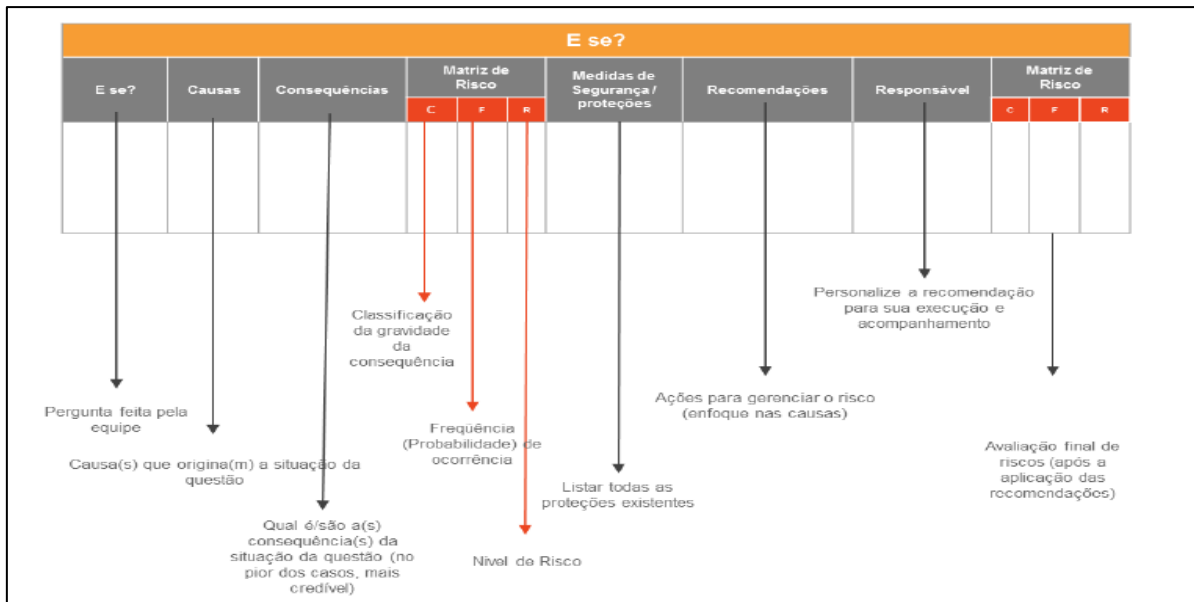 E se?
E se?
Causas
Consequências
Matriz de
Risco
C
F
R
Medidas de
Segurança/
proteções
Recomendações
Responsável
Matriz de
Risco
C
F
R
Pergunta feita pela
equipe
Causa(s) que origina(m) a situação da
questão
Qual é/são a(s)
consequência(s) da
situação da questão (no
pior dos casos, mais
credível)
Classificação
da gravidade
da
consequência
Freqüência
(Probabilidade) de
ocorrência
Nivel de Risco
Listar todas as
proteções existentes
Ações para gerenciar o risco
(enfoque nas causas)
Personalize a recomendação
para sua execução e
acompanhamento
Avaliação final de
riscos (após a
aplicação das
recomendações)